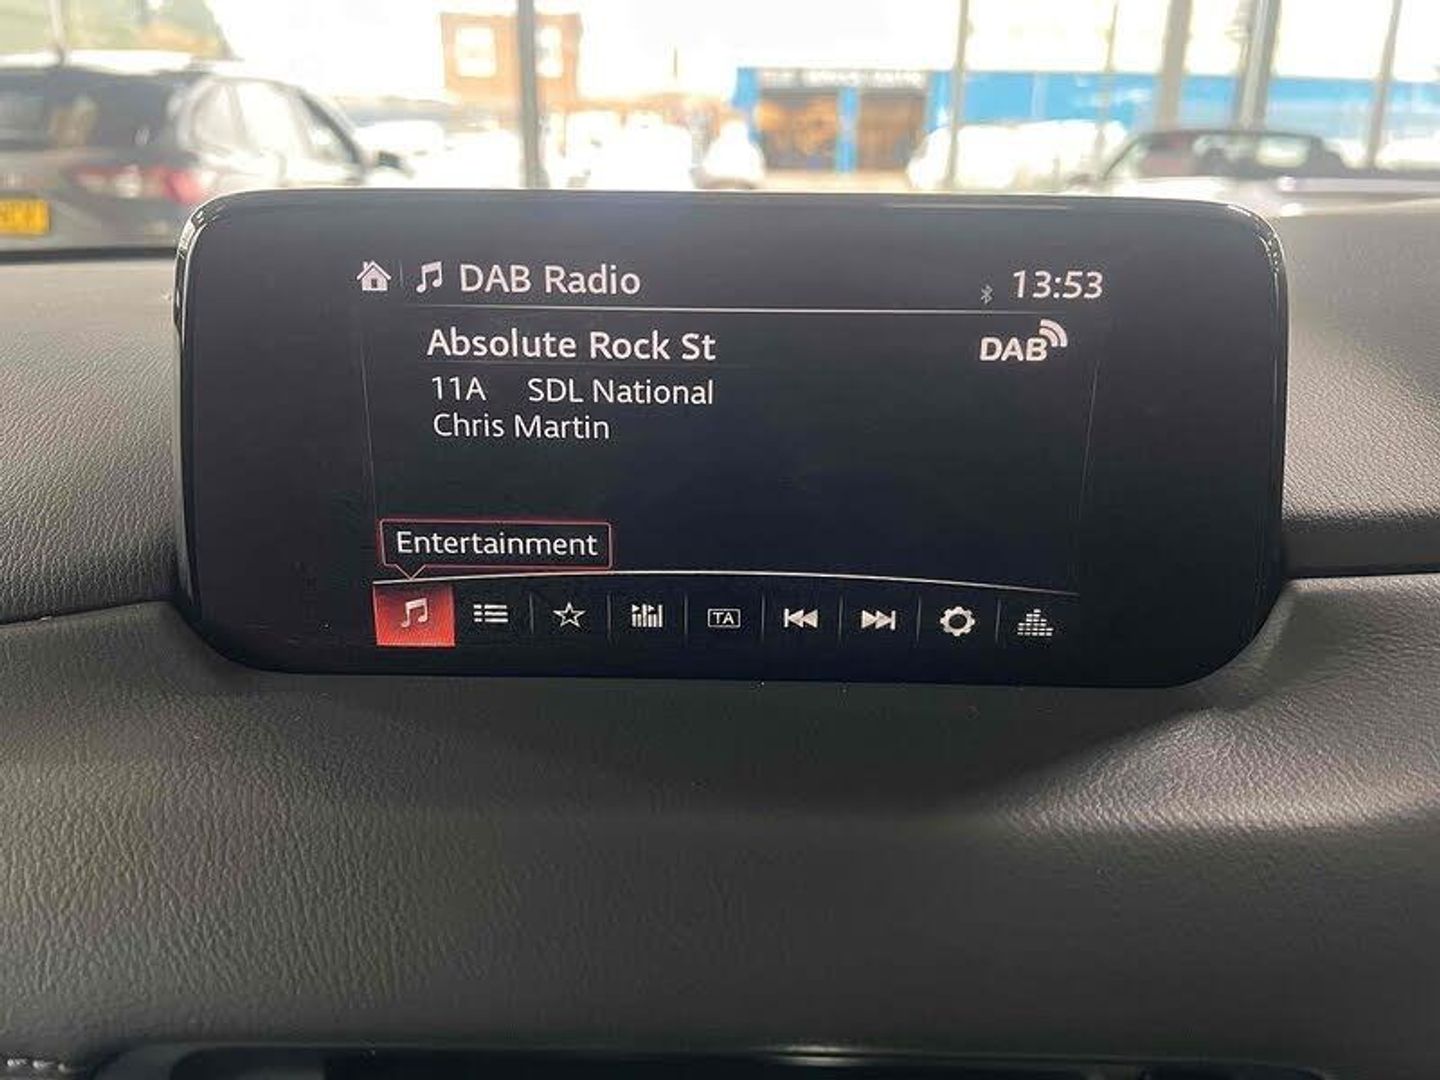 DAB Radio 13:53
Absolute Rock St DAB
11A SDL National
Chris Martin
Entertainment
TA